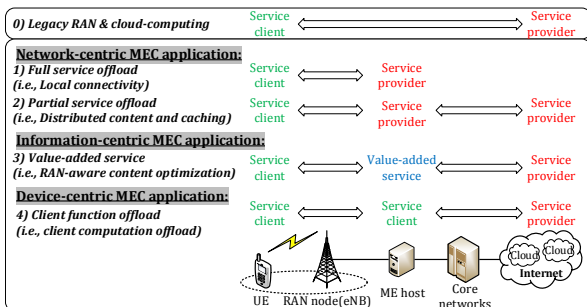 0) Legacy RAN & cloud-computing
Service client
Service provider
Network-centric MEC application:
1) Full service offload
(i.e., Local connectivity)
Service client
Service provider
2) Partial service offload
(i.e., Distributed content and caching)
Service client
Service provider
Service provider
Information-centric MEC application:
3) Value-added service
(i.e., RAN-aware content optimization)
Service client
Value-added service
Service provider
Device-centric MEC application:
4) Client function offload
(i.e., client computation offload)
Service client
Service client
Service provider
Cloud
Cloud
Internet
UE
RAN node(eNB)
ME host
Core networks